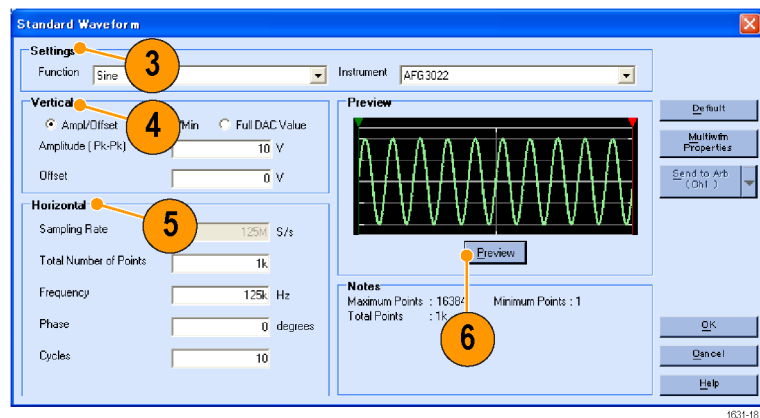 Standard Waveform
Settings
3
Function Sine Instrument AFG3022
Vertical
4
Ampl/Offset /Min Full DAC Value
Amplitude ( Pk-Pk) 10 V
Offset 0 V
Horizontal
5
Sampling Rate 125M S/s
Total Number of Points 1k
Frequency 125k Hz
Phase 0 degrees
Cycles 10
Preview
Preview
6
Notes
Maximum Points : 16384 Minimum Points : 1
Total Points : 1k
Default
Multiwfm
Properties
Send to Arb
(Ch1 )
OK
Cancel
Help
1631-18